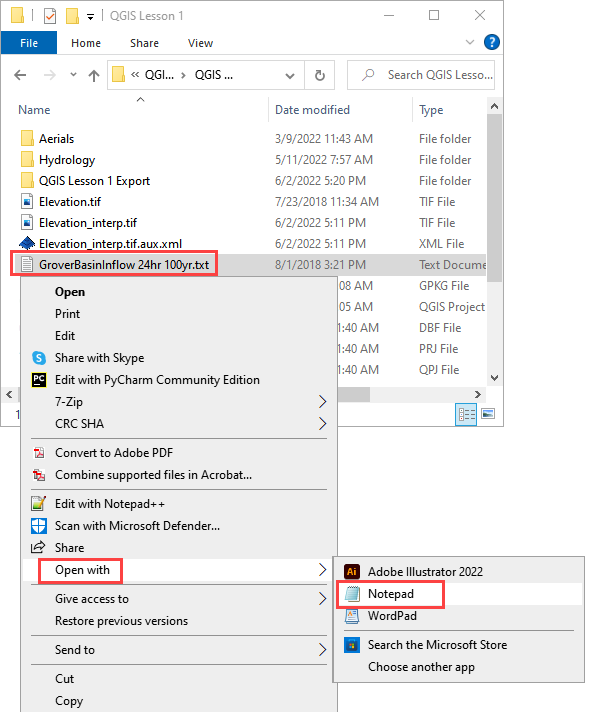 QGIS Lesson 1
File Home Share View
« QGI... > QGIS ... Search QGIS Lesso...
Name Date modified Type
Aerials 3/9/2022 11:43 AM File folder
Hydrology 5/11/2022 7:57 AM File folder
QGIS Lesson 1 Export 6/2/2022 5:20 PM File folder
Elevation.tif 7/23/2018 11:34 AM TIF File
Elevation_interp.tif 6/2/2022 5:11 PM TIF File
Elevation_interp.tif.aux.xml 6/2/2022 5:11 PM XML File
GroverBasinInflow 24hr 100yr.txt 8/1/2018 3:21 PM Text Docume
:08 AM GPKG File
Open
:05 AM QGIS Project
Print
1:40 AM DBF File
Edit
1:40 AM PRJ File
Share with Skype
1:40 AM QPJ File
Edit with PyCharm Community Edition
7-Zip
1
CRC SHA
Convert to Adobe PDF
Combine supported files in Acrobat...
Edit with Notepad++
Scan with Microsoft Defender...
Share
Open with
Adobe Illustrator 2022
Notepad
Give access to
WordPad
Restore previous versions
Search the Microsoft Store
Send to
Choose another app
Cut
Copy